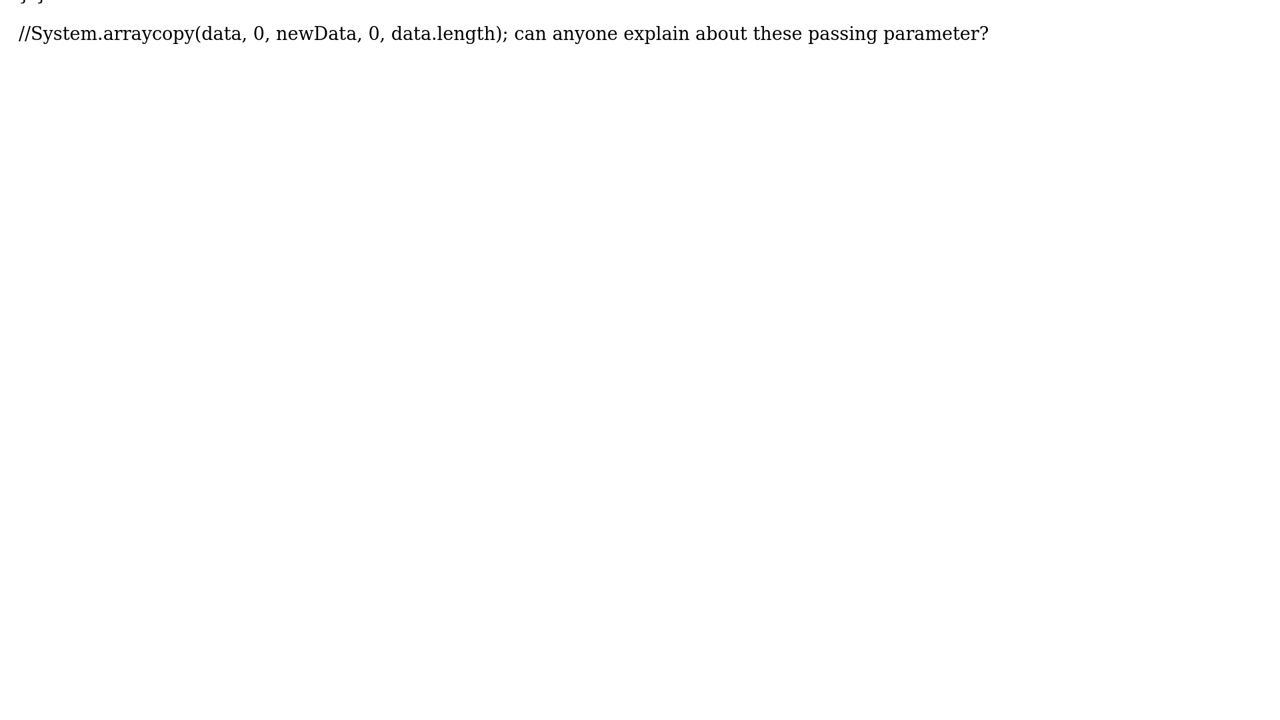 //System.arraycopy(data, 0, newData, 0, data.length); can anyone explain about these passing parameter?